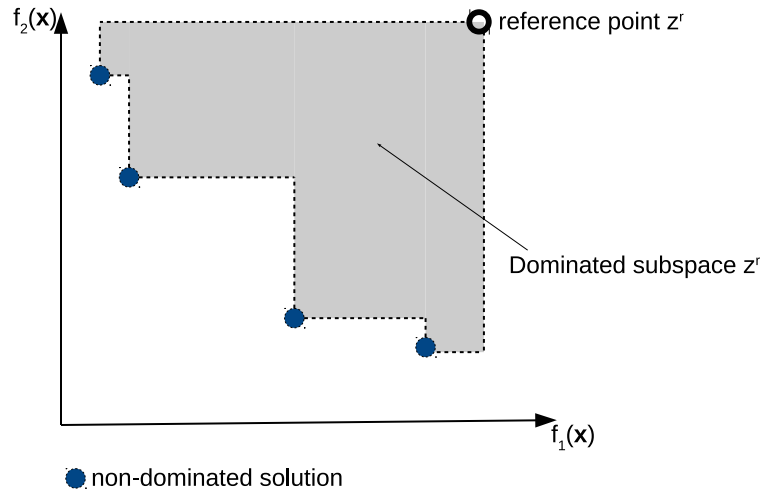 f₂(x)
reference point zʳ
Dominated subspace zʳ
f₁(x)
non-dominated solution